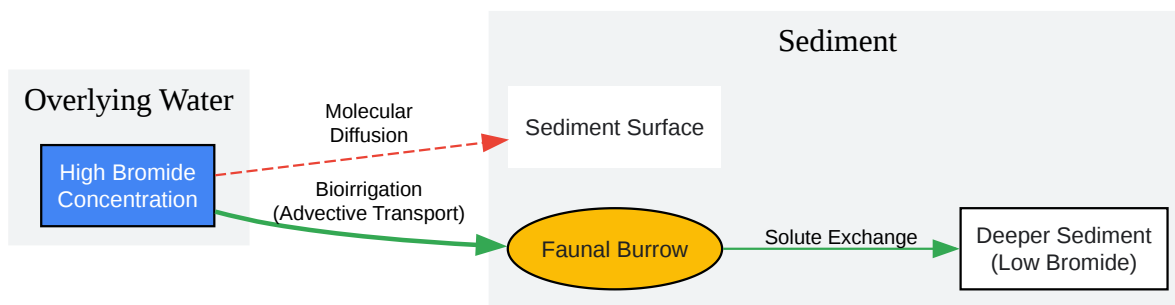 Sediment
Overlying Water
Molecular
Diffusion
Sediment Surface
High Bromide
Concentration
Bioirrigation
(Advective Transport)
Faunal Burrow
Solute Exchange
Deeper Sediment
(Low Bromide)